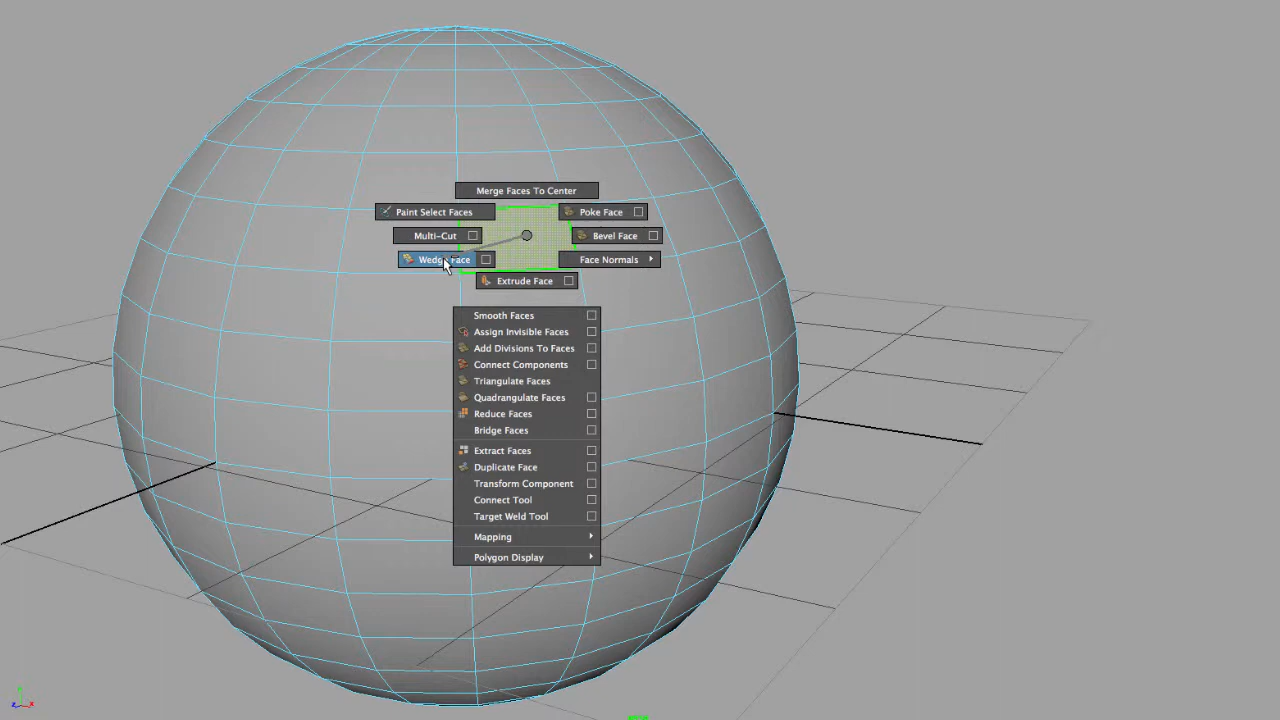 Merge Faces To Center
Paint Select Faces
Poke Face
Multi-Cut
Bevel Face
Wedge Face
Face Normals
Extrude Face
Smooth Faces
Assign Invisible Faces
Add Divisions To Faces
Connect Components
Triangulate Faces
Quadrangulate Faces
Reduce Faces
Bridge Faces
Extract Faces
Duplicate Face
Transform Component
Connect Tool
Target Weld Tool
Mapping
Polygon Display